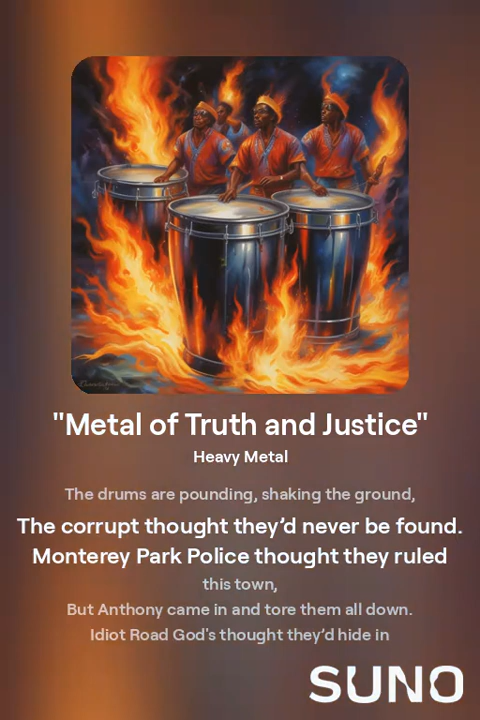 "Metal of Truth and Justice"
Heavy Metal
The drums are pounding, shaking the ground,
The corrupt thought they’d never be found.
Monterey Park Police thought they ruled
this town,
But Anthony came in and tore them all down.
Idiot Road God's thought they’d hide in
SUNO